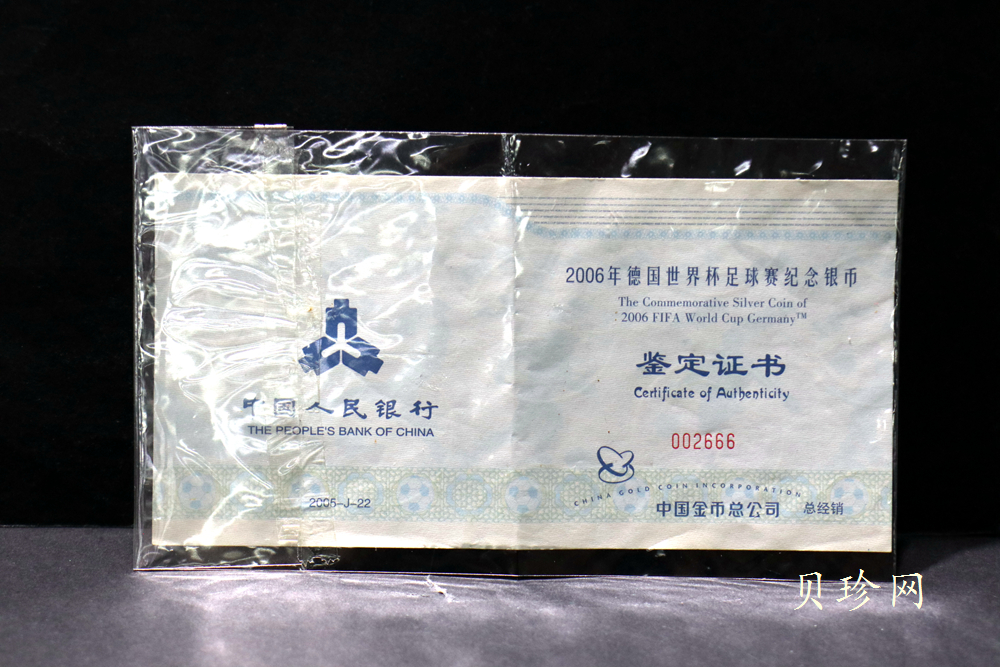 中国人民银行
THE PEOPLE'S BANK OF CHINA
2005-J-22
2006年德国世界杯足球赛纪念银币
The Commemorative Silver Coin of
2006 FIFA World Cup Germany™
鉴定证书
Certificate of Authenticity
002666
CHINA GOLD COIN INCORPORATION
中国金币总公司 总经销
贝珍网